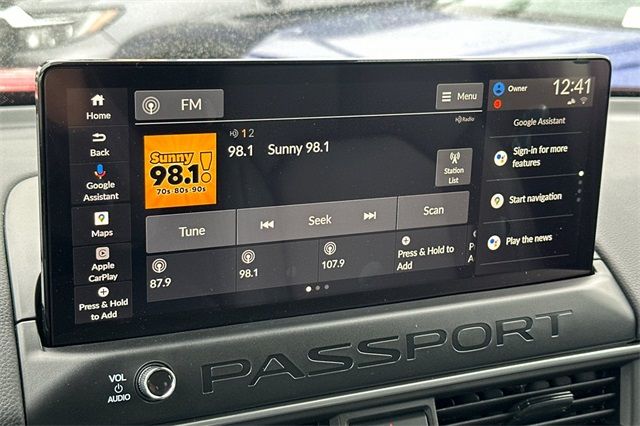 Home
Back
Google
Assistant
Maps
Apple
CarPlay
Press & Hold
to Add
FM
Menu
HD Radio
Sunny
98.1!
70s-80s-90s
HD 1 2
98.1 Sunny 98.1
Station
List
Tune
Seek
Scan
87.9
98.1
107.9
Press & Hold to
Add
Owner
12:41
Google Assistant
Sign-in for more
features
Start navigation
Play the news
VOL
AUDIO
PASSPORT